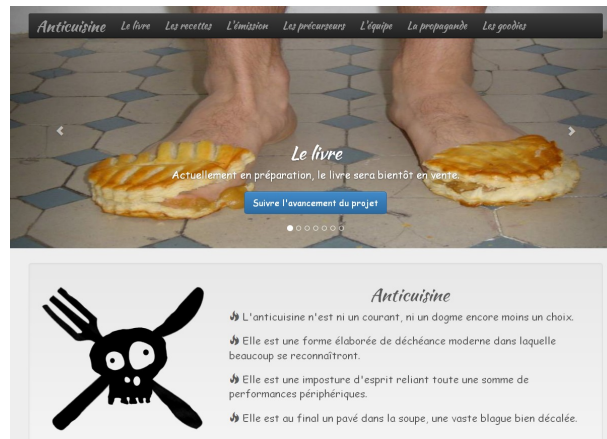 Anticuisine Le livre Les recettes L'émission Les précurseurs L'équipe La propagande Les goodies
Le livre
Actuellement en préparation, le livre sera bientôt en vente.
Suivre l'avancement du projet
Anticuisine
L'anticuisine n'est ni un courant, ni un dogme encore moins un choix.
Elle est une forme élaborée de déchéance moderne dans laquelle
beaucoup se reconnaîtront.
Elle est une imposture d'esprit reliant toute une somme de
performances périphériques.
Elle est au final un pavé dans la soupe, une vaste blague bien décalée.